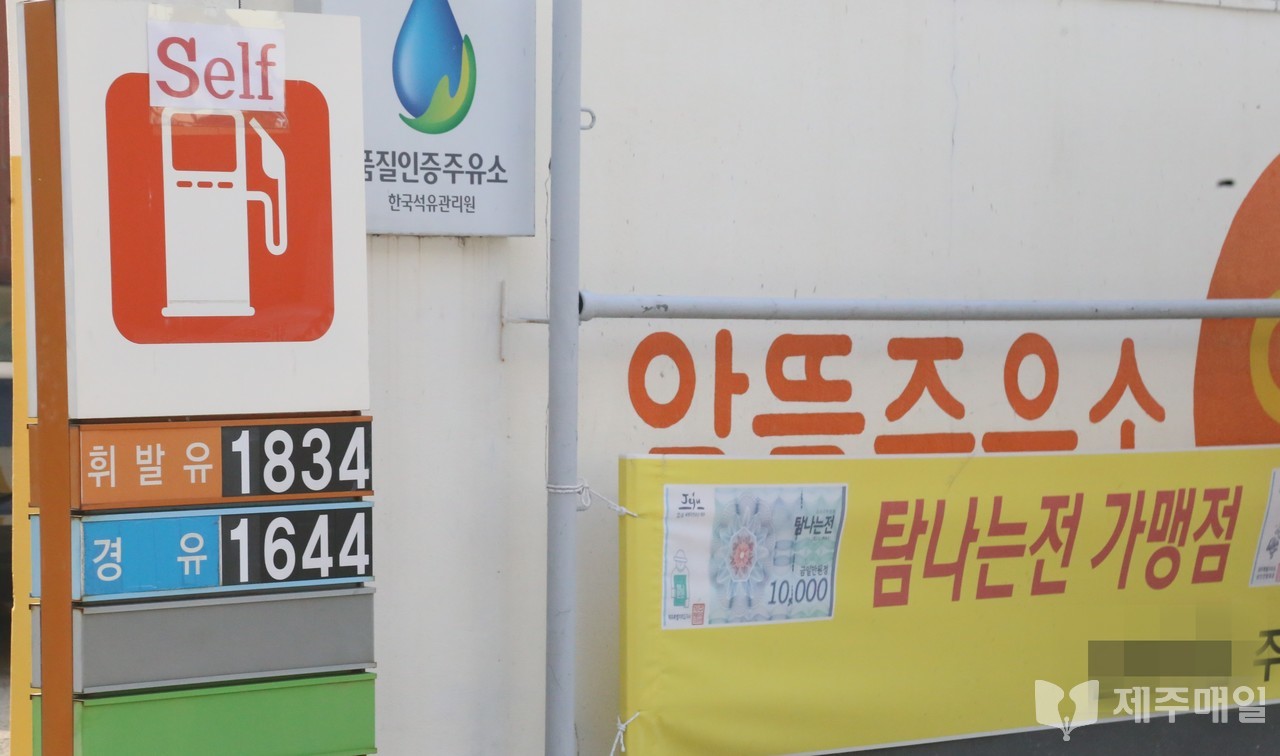 Self
품질인증주유소
한국석유관리원
휘발유 1834
경유 1644
알뜰주유소
Jeju
탐나는전
10,000
탐나는전 가맹점
주
제주매일